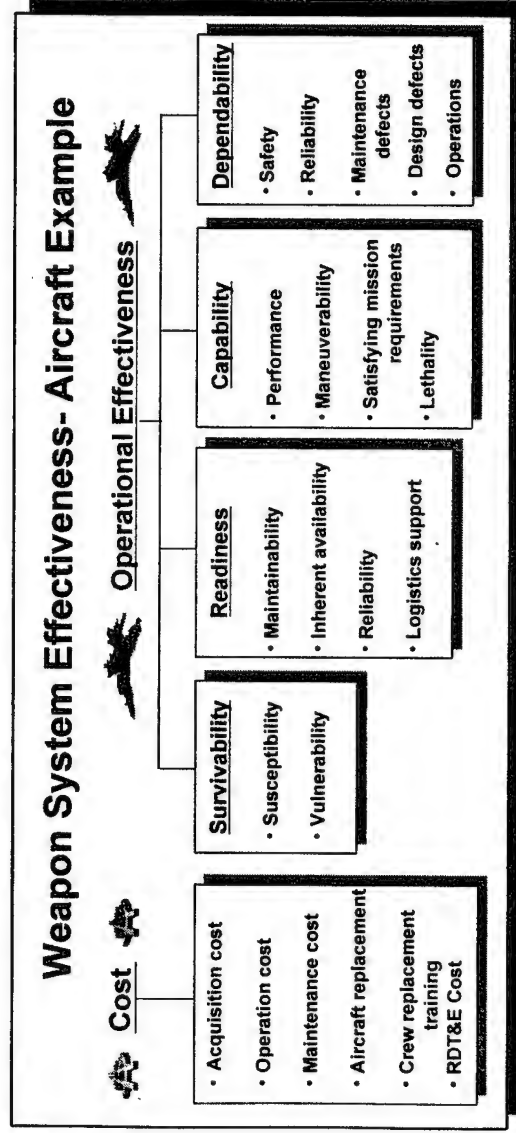 Weapon System Effectiveness- Aircraft Example
Cost
• Acquisition cost
• Operation cost
• Maintenance cost
• Aircraft replacement
• Crew replacement
training
• RDT&E Cost
Operational Effectiveness
Survivability
• Susceptibility
• Vulnerability
Readiness
• Maintainability
• Inherent availability
• Reliability
• Logistics support
Capability
• Performance
• Maneuverability
• Satisfying mission
requirements
• Lethality
Dependability
• Safety
• Reliability
• Maintenance
defects
• Design defects
• Operations